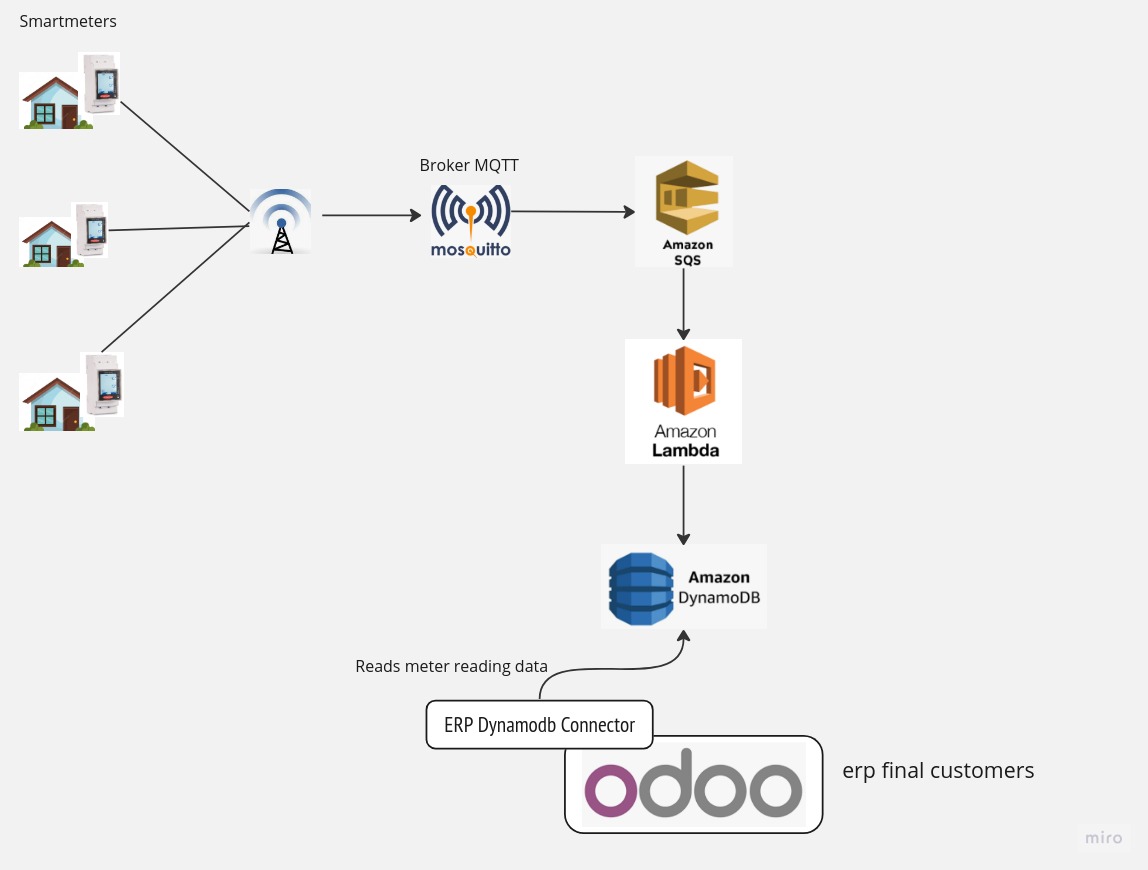 Smartmeters
Broker MQTT
mosquitto
Amazon
SQS
Amazon
Lambda
Amazon
DynamoDB
Reads meter reading data
ERP Dynamodb Connector
odoo
erp final customers
miro